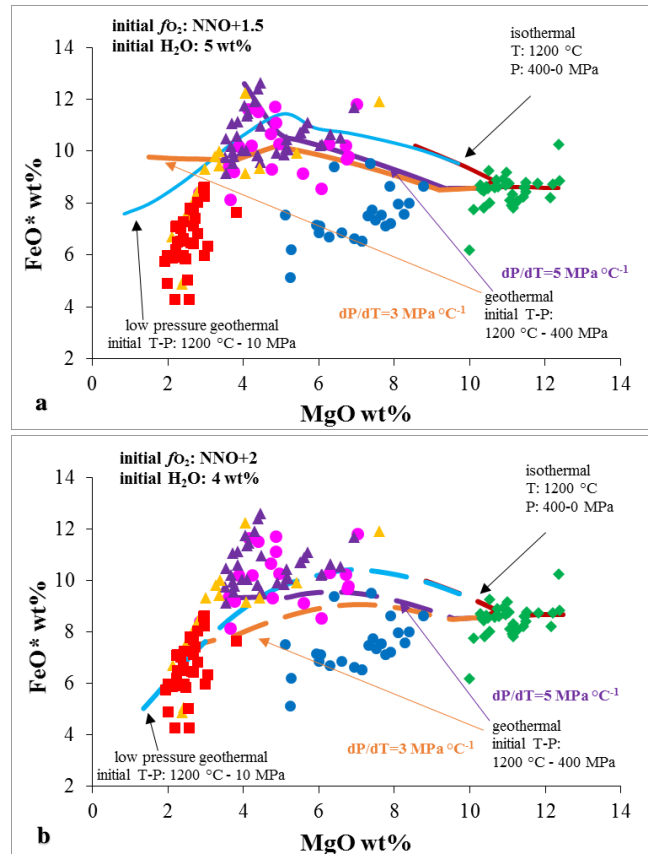 initial fO2: NNO+1.5
initial H2O: 5 wt%
isothermal
T: 1200 °C
P: 400-0 MPa
14
12
10
8
6
4
2
FeO* wt%
dP/dT=5 MPa °C-1
dP/dT=3 MPa °C-1
geothermal
initial T-P:
1200 °C - 400 MPa
low pressure geothermal
initial T-P: 1200 °C - 10 MPa
0 2 4 6 8 10 12 14
MgO wt%
a
initial fO2: NNO+2
initial H2O: 4 wt%
isothermal
T: 1200 °C
P: 400-0 MPa
14
12
10
8
6
4
2
FeO* wt%
dP/dT=5 MPa °C-1
geothermal
initial T-P:
1200 °C - 400 MPa
dP/dT=3 MPa °C-1
low pressure geothermal
initial T-P: 1200 °C - 10 MPa
0 2 4 6 8 10 12 14
MgO wt%
b